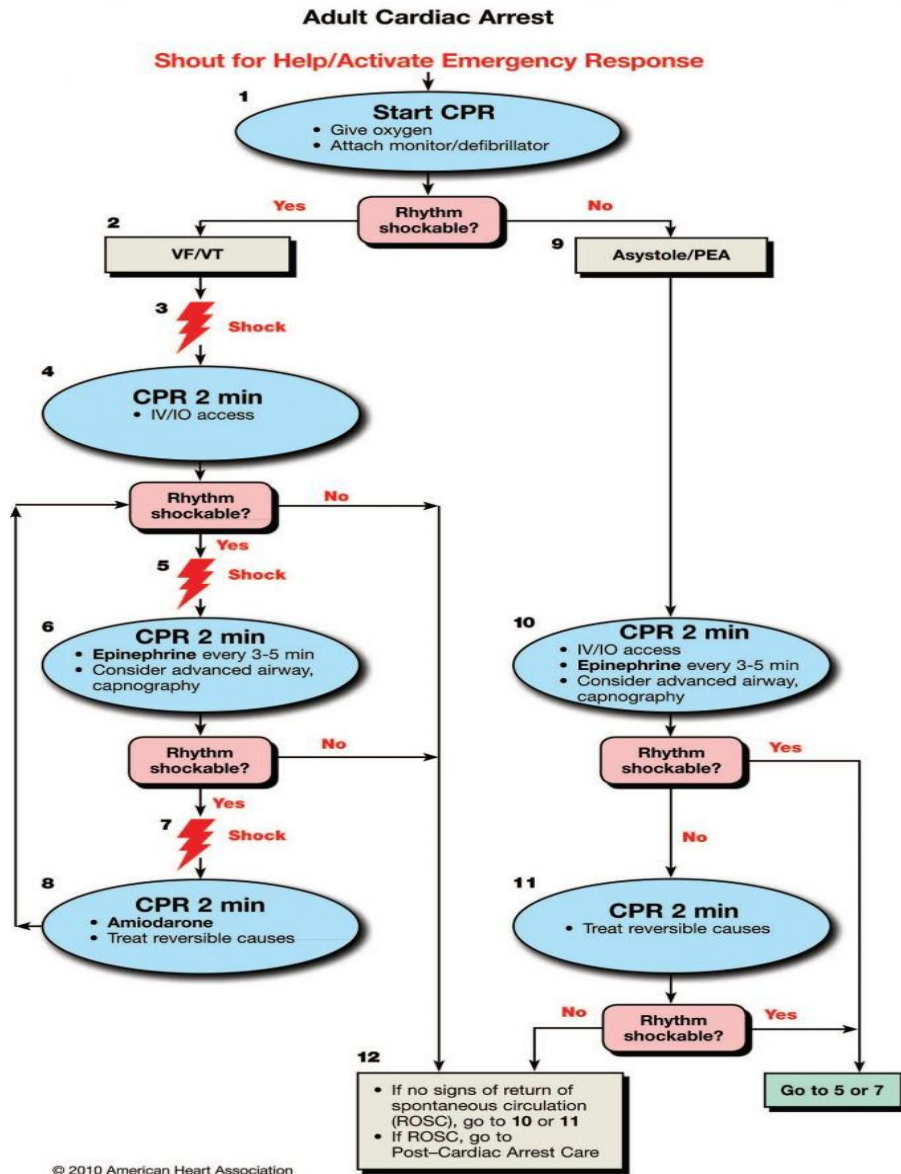 Adult Cardiac Arrest
Shout for Help/Activate Emergency Response
1
Start CPR
• Give oxygen
• Attach monitor/defibrillator
Rhythm
shockable?
Yes
No
2
VF/VT
9
Asystole/PEA
3
Shock
4
CPR 2 min
• IV/IO access
Rhythm
shockable?
No
Yes
5
Shock
6
CPR 2 min
• Epinephrine every 3-5 min
• Consider advanced airway,
capnography
Rhythm
shockable?
No
Yes
7
Shock
8
CPR 2 min
• Amiodarone
• Treat reversible causes
10
CPR 2 min
• IV/IO access
• Epinephrine every 3-5 min
• Consider advanced airway,
capnography
Rhythm
shockable?
Yes
No
11
CPR 2 min
• Treat reversible causes
Rhythm
shockable?
No
Yes
12
• If no signs of return of
spontaneous circulation
(ROSC), go to 10 or 11
• If ROSC, go to
Post–Cardiac Arrest Care
Go to 5 or 7
© 2010 American Heart Association